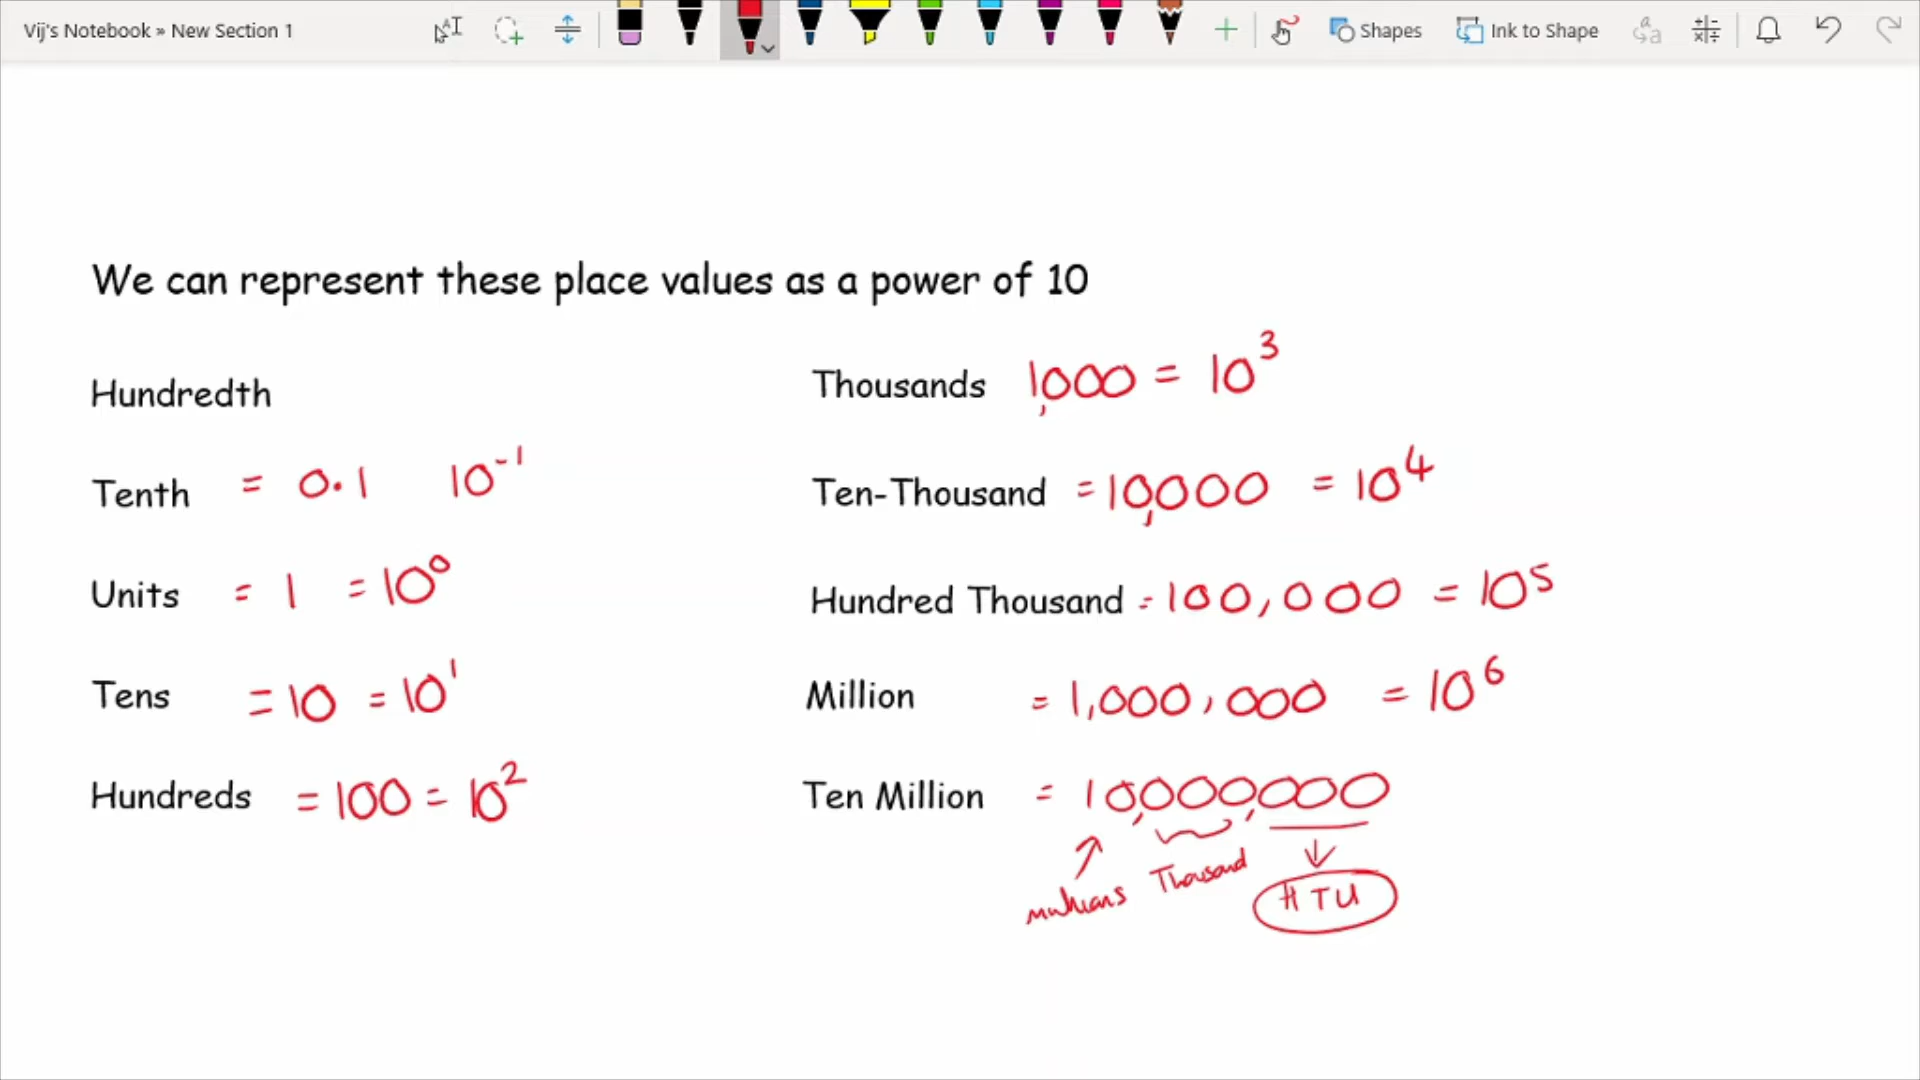 Vij's Notebook » New Section 1
Shapes
Ink to Shape
We can represent these place values as a power of 10
Hundredth
Tenth = 0.1 10⁻¹
Units = 1 = 10⁰
Tens = 10 = 10¹
Hundreds = 100 = 10²
Thousands 1,000 = 10³
Ten-Thousand = 10,000 = 10⁴
Hundred Thousand = 100,000 = 10⁵
Million = 1,000,000 = 10⁶
Ten Million = 10,000,000
Thousand
HTU